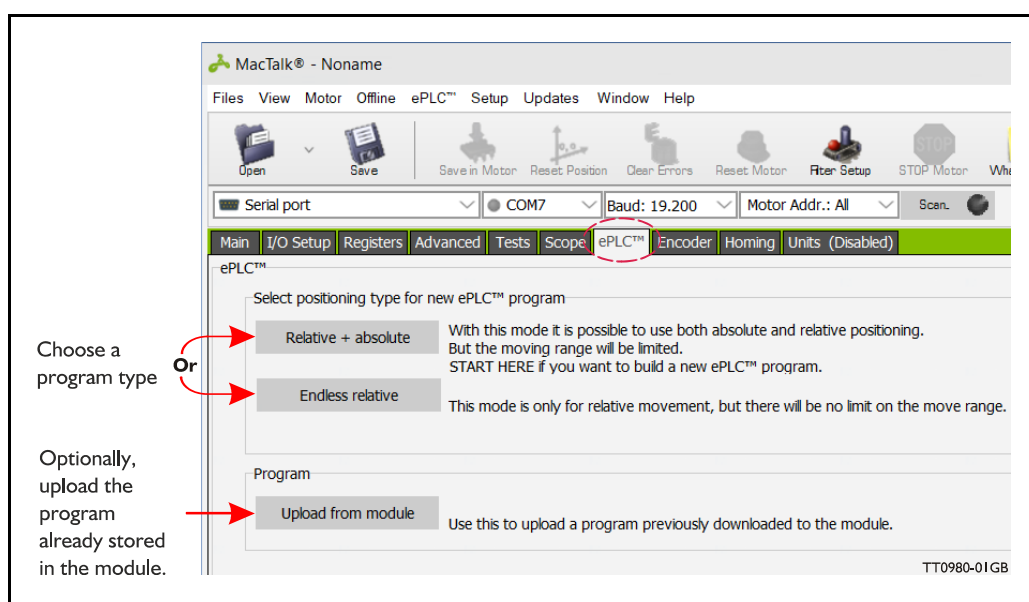 MacTalk® - Noname
Files View Motor Offline ePLC™ Setup Updates Window Help
Open Save Save in Motor Reset Position Clear Errors Reset Motor Filter Setup STOP STOP Motor
Serial port COM7 Baud: 19.200 Motor Addr.: All Scan.
Main I/O Setup Registers Advanced Tests Scope ePLC™ Encoder Homing Units (Disabled)
ePLC™
Select positioning type for new ePLC™ program
Choose a
program type
Or
Relative + absolute
With this mode it is possible to use both absolute and relative positioning.
But the moving range will be limited.
START HERE if you want to build a new ePLC™ program.
Endless relative
This mode is only for relative movement, but there will be no limit on the move range.
Optionally,
upload the
program
already stored
in the module.
Program
Upload from module
Use this to upload a program previously downloaded to the module.
TT0980-01GB